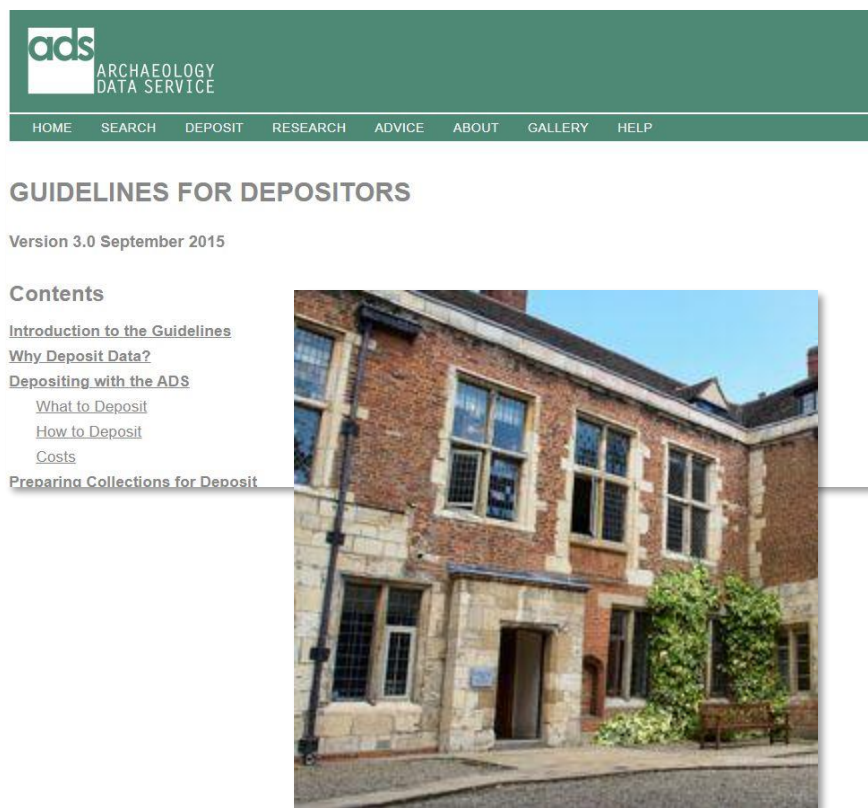 ads
ARCHAEOLOGY
DATA SERVICE
HOME SEARCH DEPOSIT RESEARCH ADVICE ABOUT GALLERY HELP
GUIDELINES FOR DEPOSITORS
Version 3.0 September 2015
Contents
Introduction to the Guidelines
Why Deposit Data?
Depositing with the ADS
What to Deposit
How to Deposit
Costs
Preparing Collections for Deposit